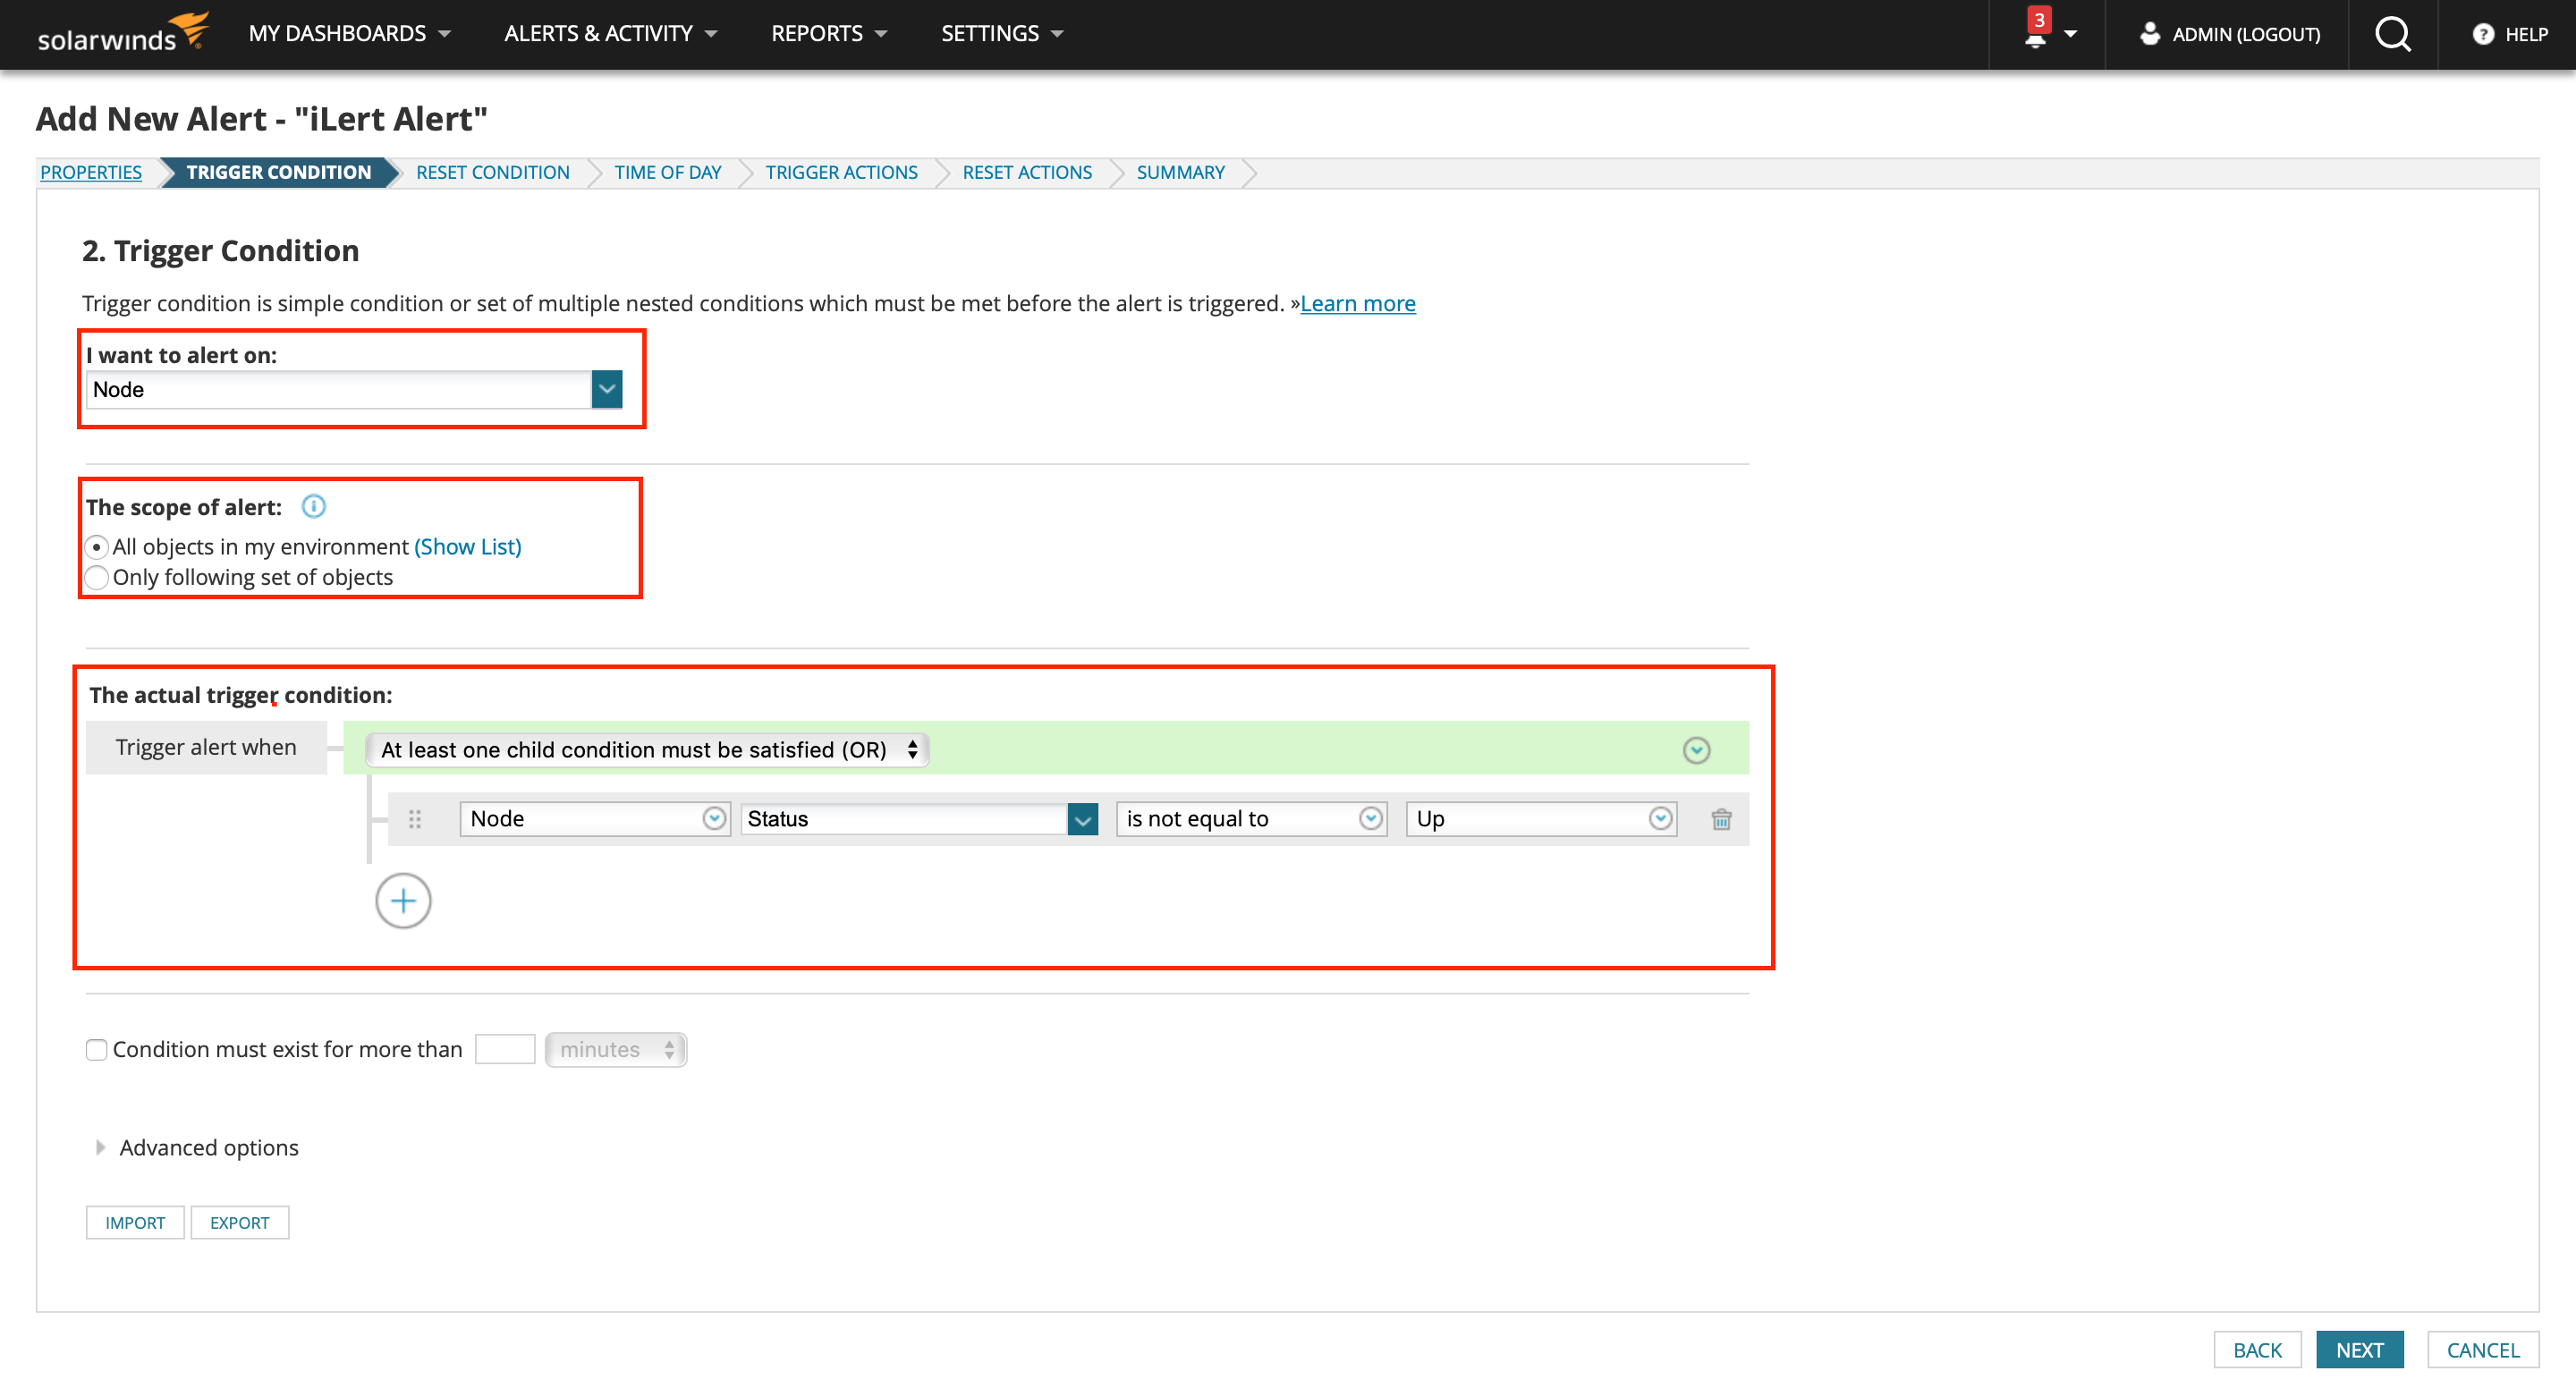 solarwinds MY DASHBOARDS ALERTS & ACTIVITY REPORTS SETTINGS 3 ADMIN (LOGOUT) ? HELP
Add New Alert - "iLert Alert"
PROPERTIES TRIGGER CONDITION RESET CONDITION TIME OF DAY TRIGGER ACTIONS RESET ACTIONS SUMMARY
2. Trigger Condition
Trigger condition is simple condition or set of multiple nested conditions which must be met before the alert is triggered. »Learn more
I want to alert on:
Node
The scope of alert: i
All objects in my environment (Show List)
Only following set of objects
The actual trigger condition:
Trigger alert when At least one child condition must be satisfied (OR)
Node Status is not equal to Up
Condition must exist for more than minutes
Advanced options
IMPORT EXPORT
BACK NEXT CANCEL